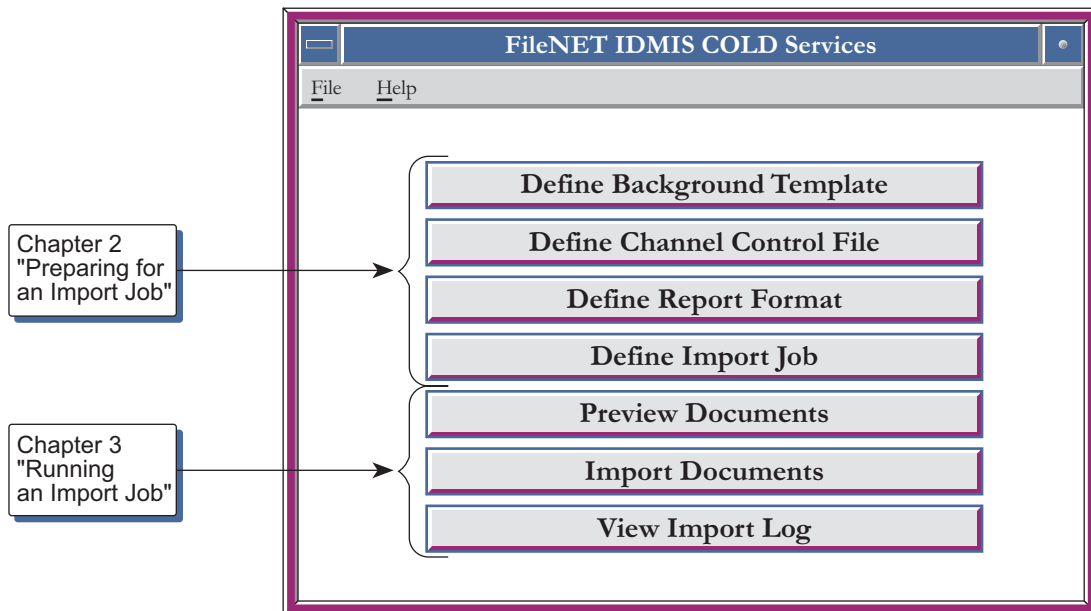 FileNET IDMIS COLD Services
File Help
Define Background Template
Define Channel Control File
Define Report Format
Define Import Job
Preview Documents
Import Documents
View Import Log
Chapter 2
"Preparing for
an Import Job"
Chapter 3
"Running
an Import Job"